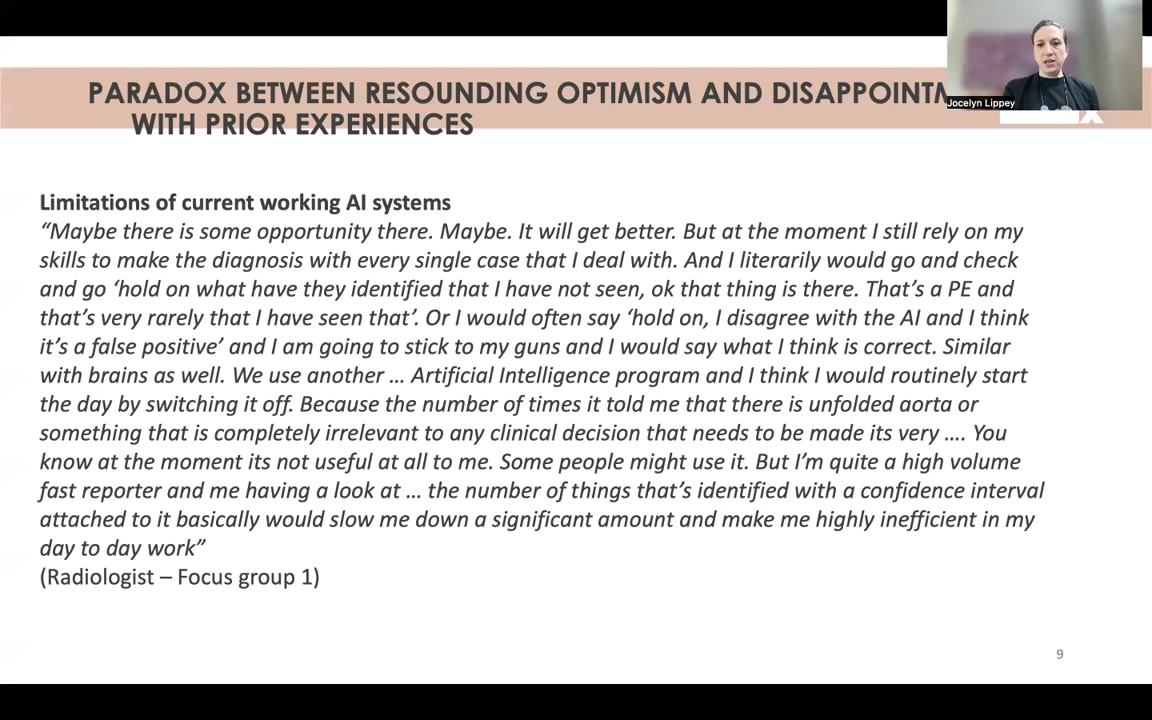 PARADOX BETWEEN RESOUNDING OPTIMISM AND
WITH PRIOR EXPERIENCES
Jocelyn Lippey
Limitations of current working AI systems
“Maybe there is some opportunity there. Maybe. It will get better. But at the moment I still rely on my
skills to make the diagnosis with every single case that I deal with. And I literarily would go and check
and go ‘hold on what have they identified that I have not seen, ok that thing is there. That’s a PE and
that’s very rarely that I have seen that’. Or I would often say ‘hold on, I disagree with the AI and I think
it’s a false positive’ and I am going to stick to my guns and I would say what I think is correct. Similar
with brains as well. We use another … Artificial Intelligence program and I think I would routinely start
the day by switching it off. Because the number of times it told me that there is unfolded aorta or
something that is completely irrelevant to any clinical decision that needs to be made its very …. You
know at the moment its not useful at all to me. Some people might use it. But I’m quite a high volume
fast reporter and me having a look at … the number of things that’s identified with a confidence interval
attached to it basically would slow me down a significant amount and make me highly inefficient in my
day to day work”
(Radiologist – Focus group 1)
9